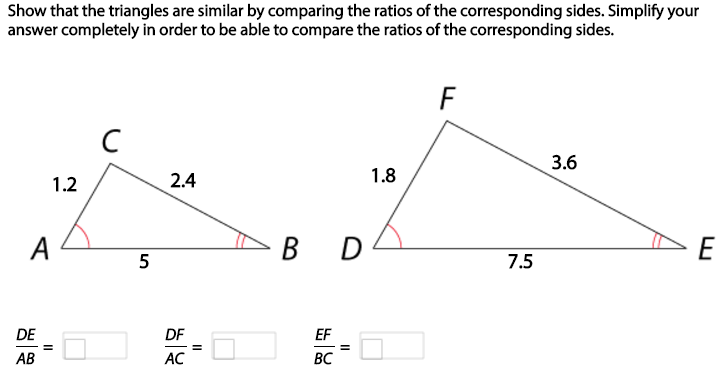 Show that the triangles are similar by comparing the ratios of the corresponding sides. Simplify your
answer completely in order to be able to compare the ratios of the corresponding sides.
F
C
1.2
2.4
1.8
3.6
A
B
D
E
5
7.5
DE
AB
=
DF
AC
=
EF
BC
=